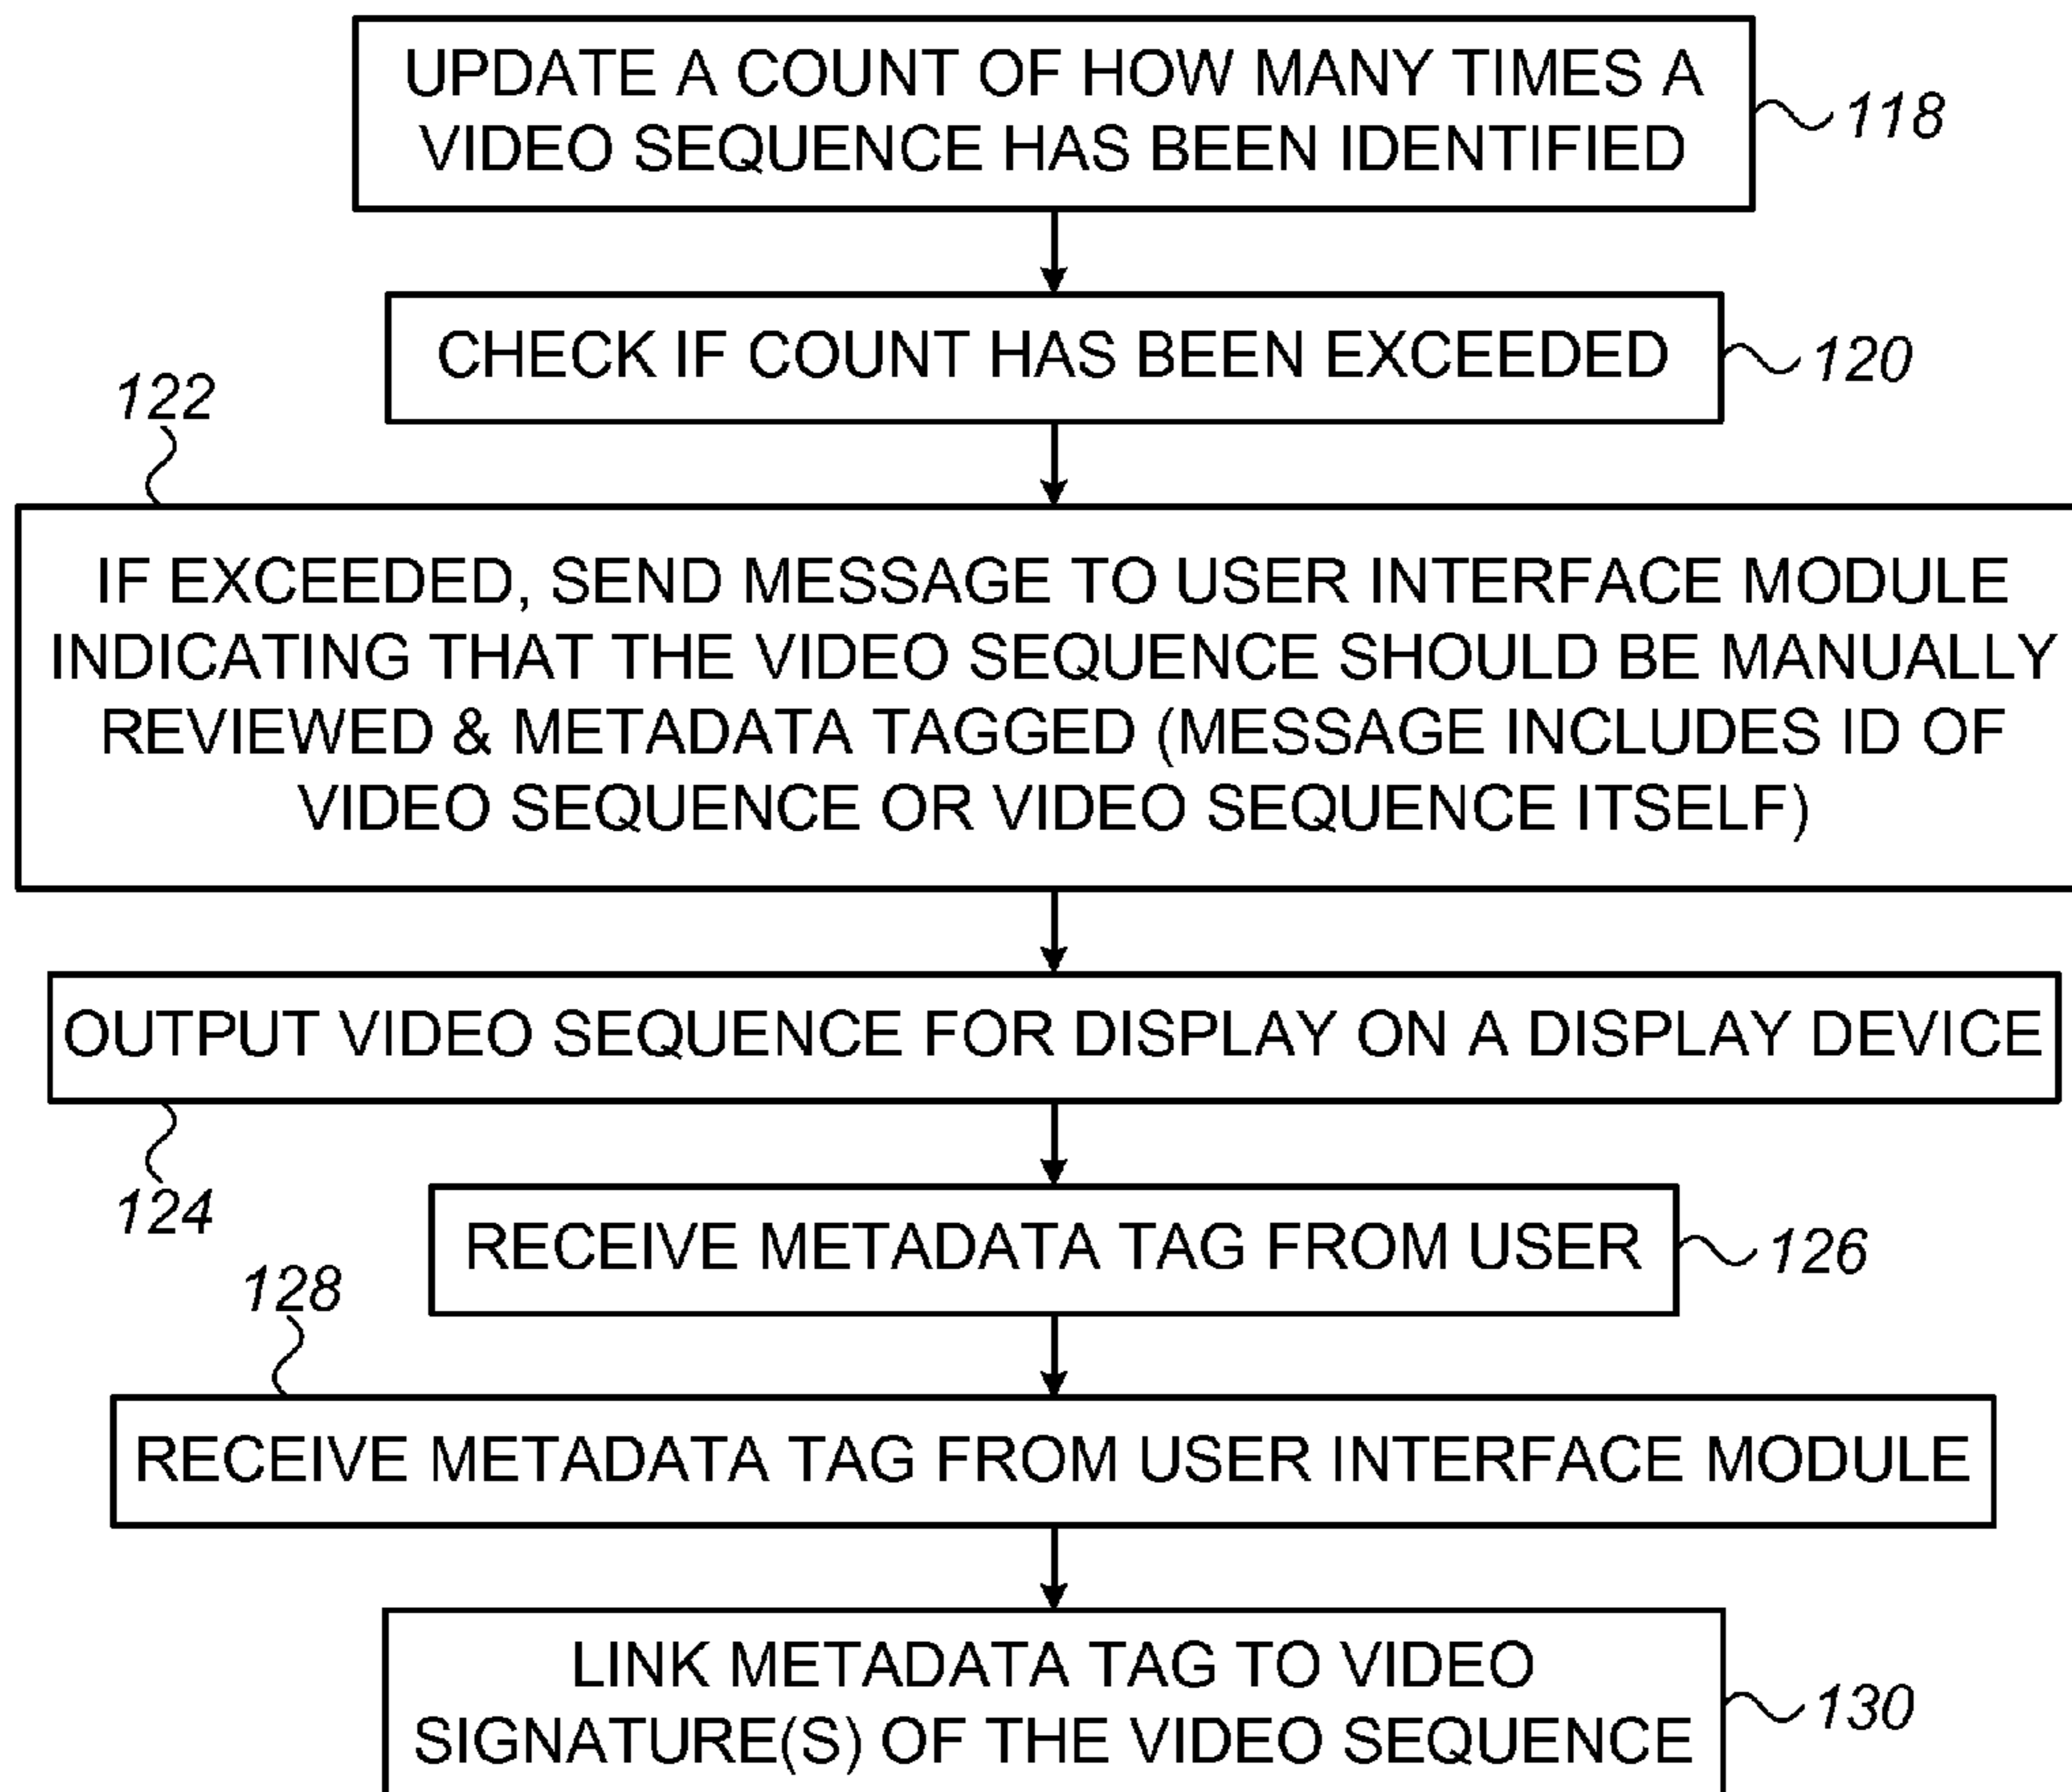 UPDATE A COUNT OF HOW MANY TIMES A
VIDEO SEQUENCE HAS BEEN IDENTIFIED
118
CHECK IF COUNT HAS BEEN EXCEEDED
120
122
IF EXCEEDED, SEND MESSAGE TO USER INTERFACE MODULE
INDICATING THAT THE VIDEO SEQUENCE SHOULD BE MANUALLY
REVIEWED & METADATA TAGGED (MESSAGE INCLUDES ID OF
VIDEO SEQUENCE OR VIDEO SEQUENCE ITSELF)
OUTPUT VIDEO SEQUENCE FOR DISPLAY ON A DISPLAY DEVICE
124
RECEIVE METADATA TAG FROM USER
126
128
RECEIVE METADATA TAG FROM USER INTERFACE MODULE
LINK METADATA TAG TO VIDEO
SIGNATURE(S) OF THE VIDEO SEQUENCE
130